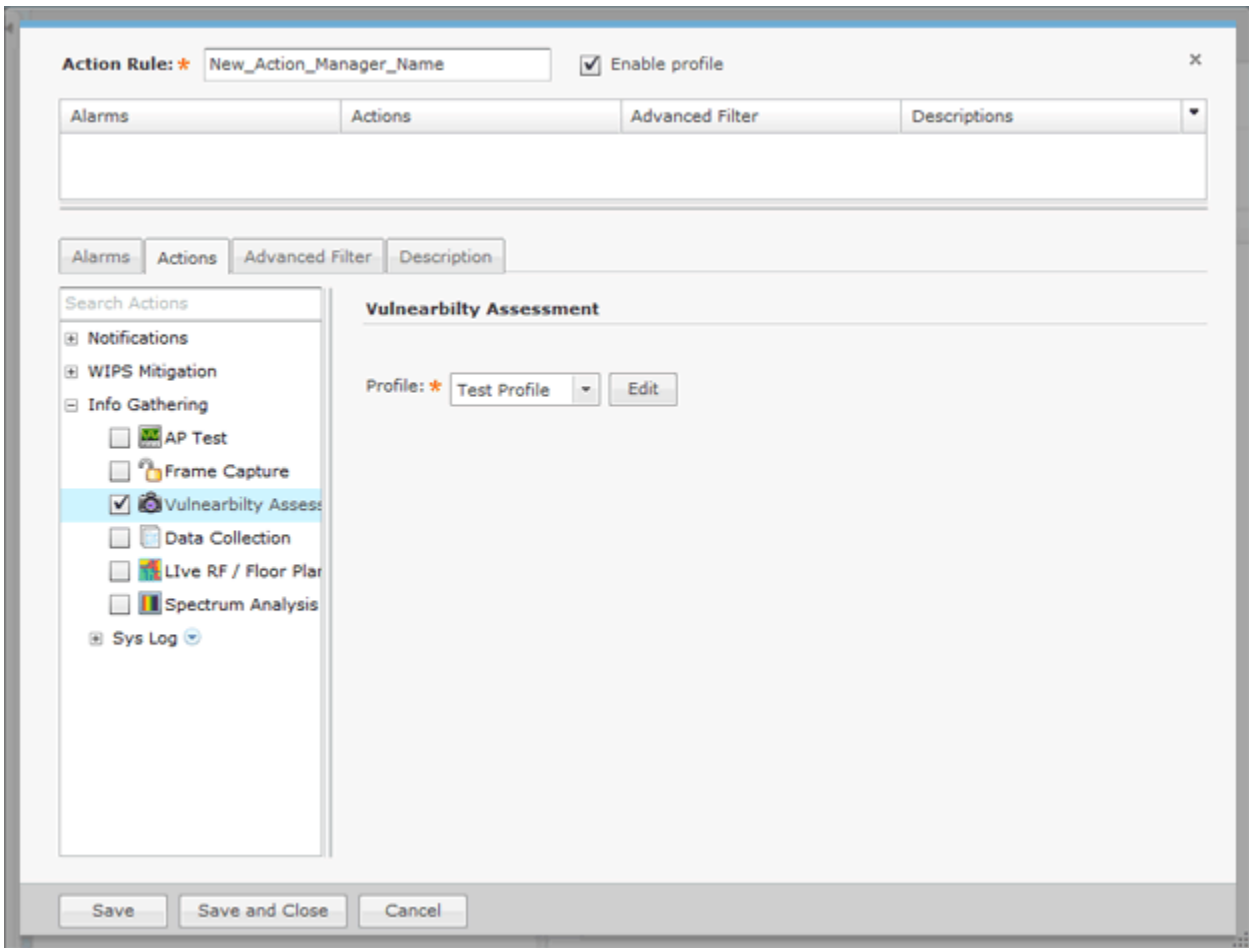 Action Rule: * New_Action_Manager_Name Enable profile
Alarms Actions Advanced Filter Descriptions
Alarms Actions Advanced Filter Description
Search Actions
Notifications
WIPS Mitigation
Info Gathering
AP Test
Frame Capture
Vulnearbilty Assess
Data Collection
LIve RF / Floor Plan
Spectrum Analysis
Sys Log
Vulnearbilty Assessment
Profile: * Test Profile Edit
Save Save and Close Cancel